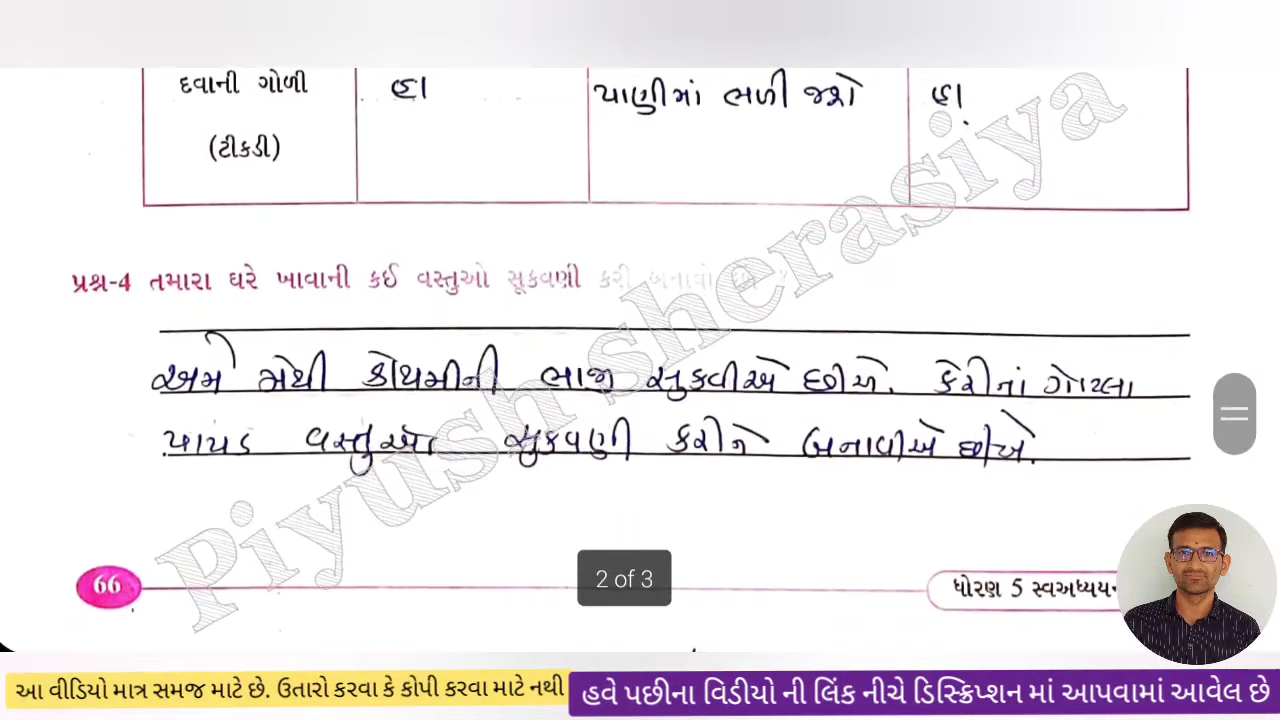 દવાની ગોળી હા પાણીમાં ભળી જશે હા.
(ટીકડી)
પ્રશ્ન-4 તમારા ઘરે ખાવાની કઈ વસ્તુઓ સૂકવણી કરી બનાવો છો ?
અમે મેથી કોથમીની ભાજી સુકવીએ છીએ. કેરીનાં ગોટલા
પાપડ વસ્તુઓ સુકવણી કરીને બનાવીએ છીએ.
Piyush sherasiya
66
2 of 3
ધોરણ 5 સ્વઅધ્યયન
આ વીડિયો માત્ર સમજ માટે છે. ઉતારો કરવા કે કોપી કરવા માટે નથી
હવે પછીના વિડીયો ની લિંક નીચે ડિસ્ક્રિપ્શન માં આપવામાં આવેલ છે